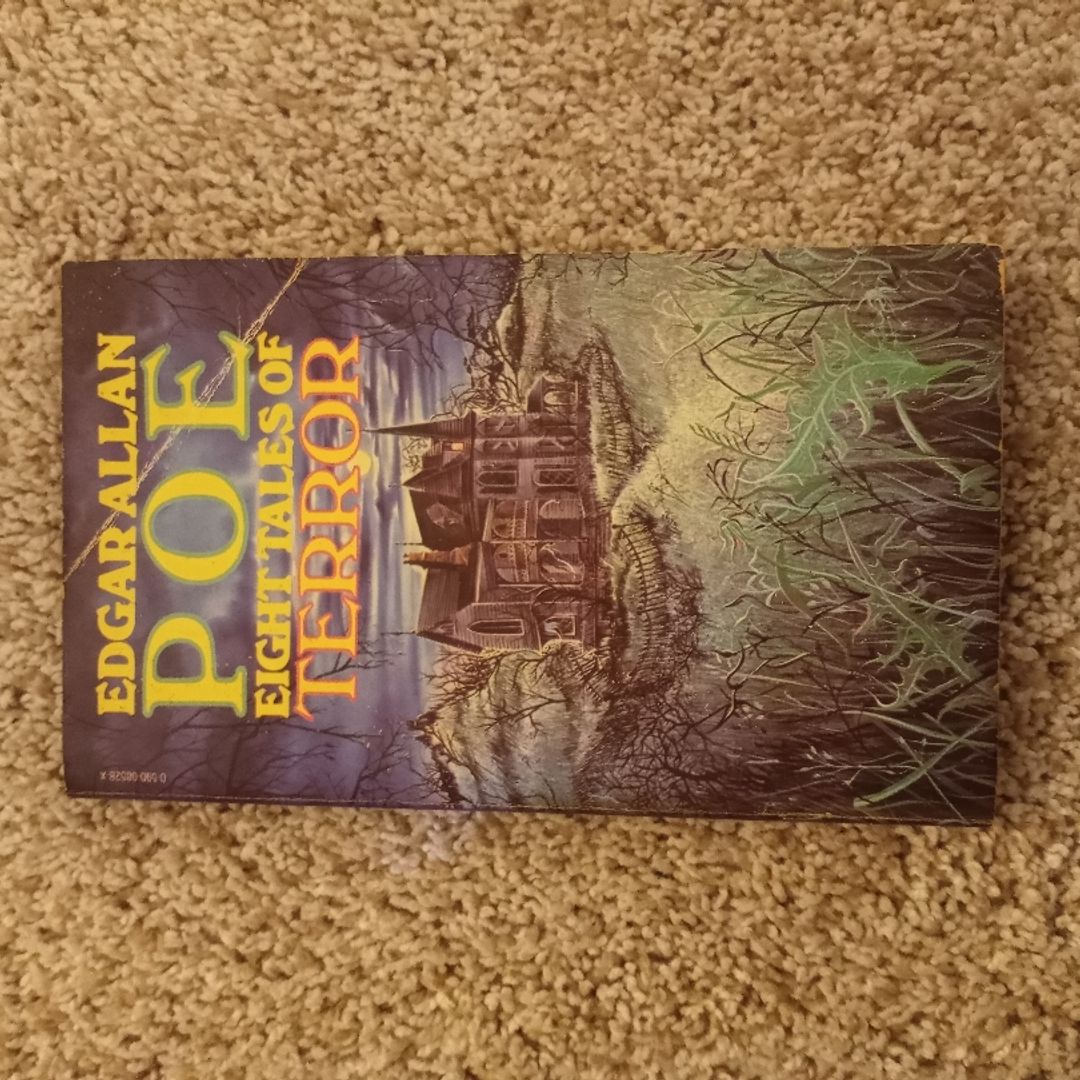 EDGAR ALLAN
POE
EIGHT TALES OF
TERROR